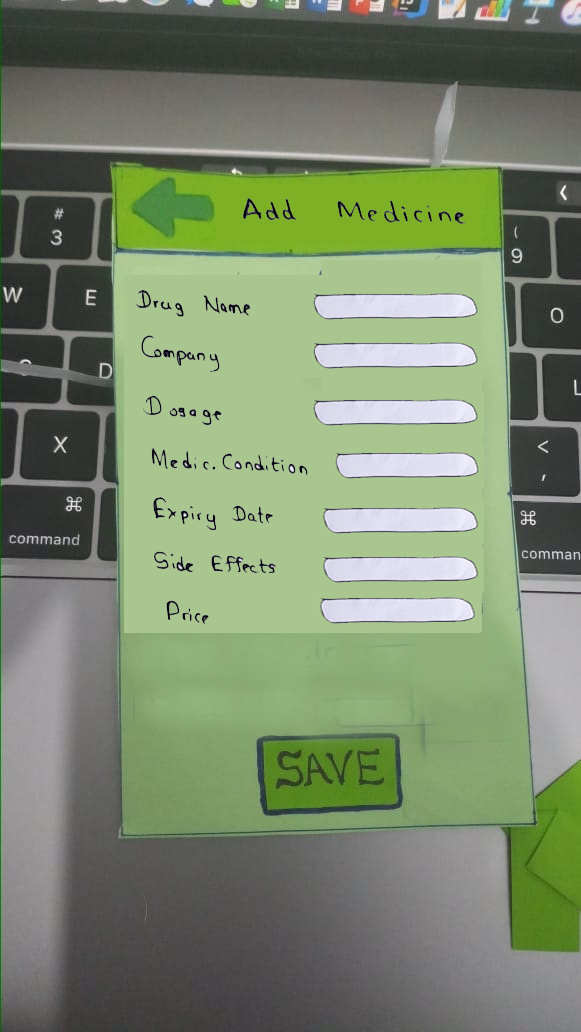 Add Medicine
Drug Name
Company
Dosage
Medic. Condition
Expiry Date
Side Effects
Price
SAVE
#
3
(
9
W
E
O
D
L
X
<
,
⌘
command
⌘
comman